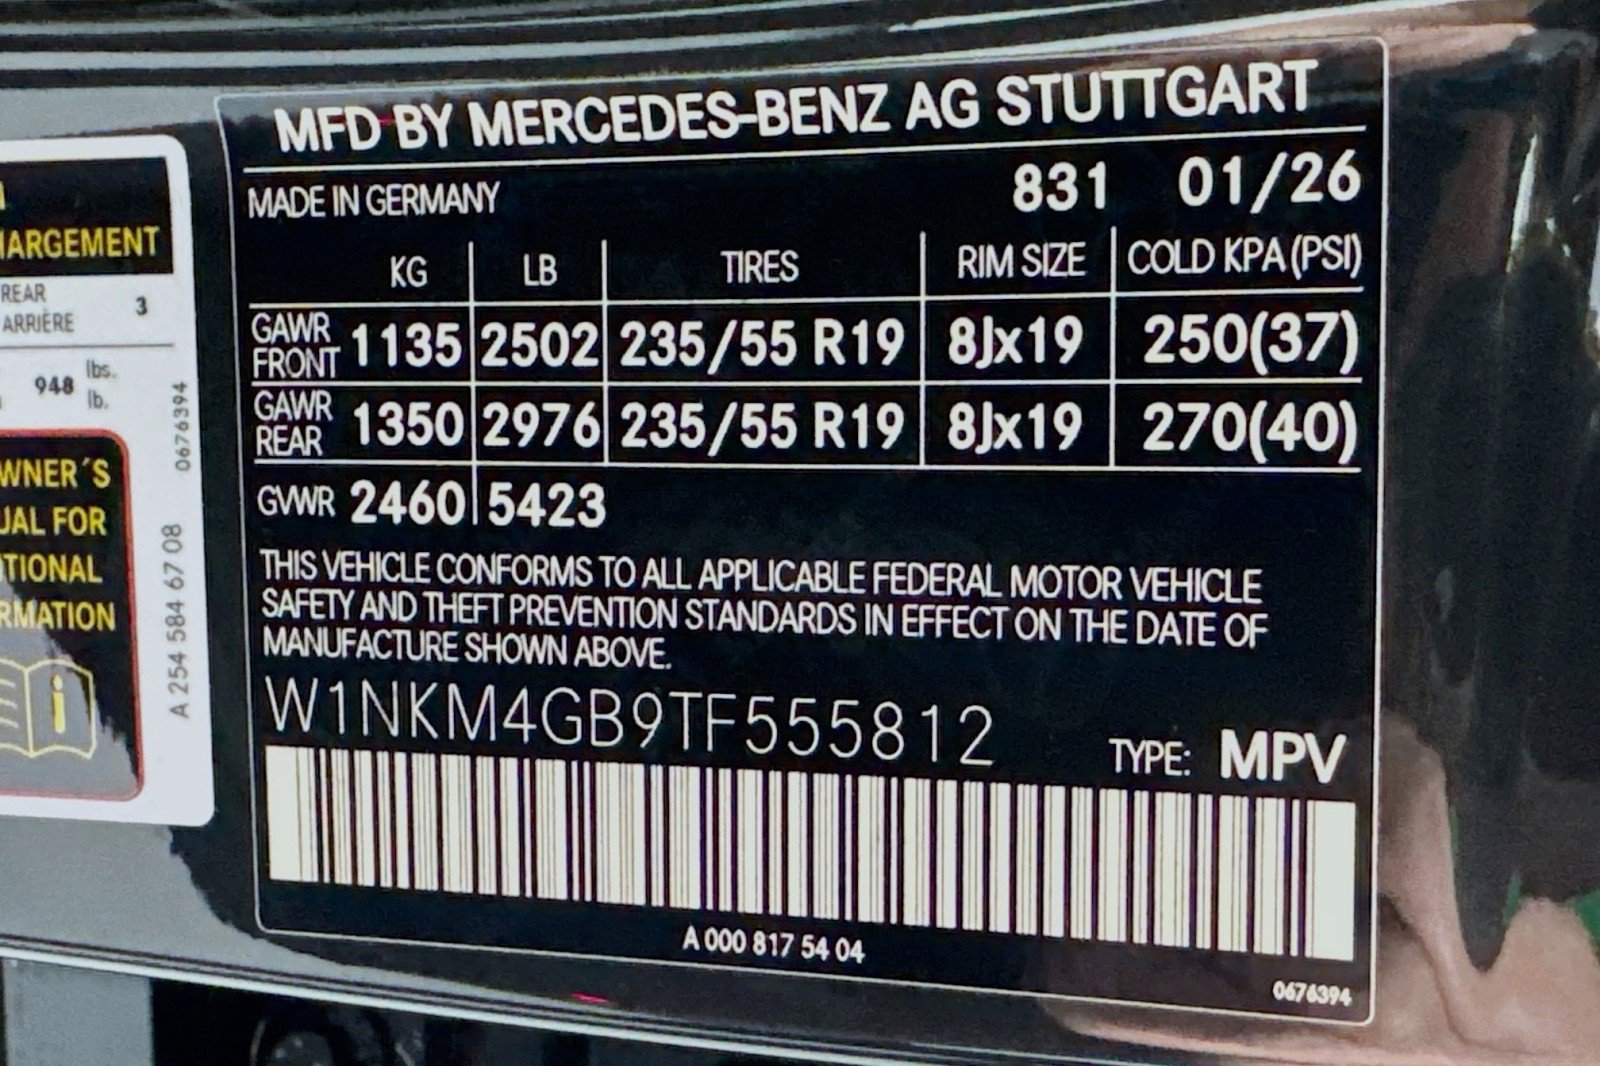 HARGEMENT
REAR
ARRIÈRE
3
948
lbs.
lb.
0676394
WNER´S
UAL FOR
TIONAL
RMATION
A 254 584 67 08
MFD BY MERCEDES-BENZ AG STUTTGART
MADE IN GERMANY 831 01/26
KG LB TIRES RIM SIZE COLD KPA (PSI)
GAWR FRONT 1135 2502 235/55 R19 8Jx19 250(37)
GAWR REAR 1350 2976 235/55 R19 8Jx19 270(40)
GVWR 2460 5423
THIS VEHICLE CONFORMS TO ALL APPLICABLE FEDERAL MOTOR VEHICLE
SAFETY AND THEFT PREVENTION STANDARDS IN EFFECT ON THE DATE OF
MANUFACTURE SHOWN ABOVE.
W1NKM4GB9TF555812
TYPE: MPV
A 000 817 54 04
0676394